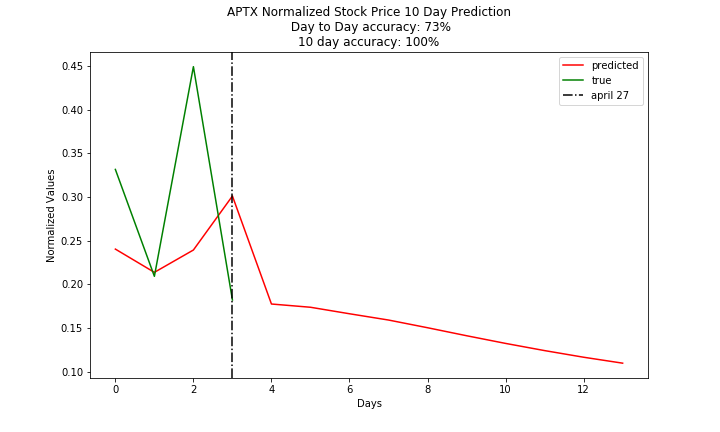 APTX Normalized Stock Price 10 Day Prediction
Day to Day accuracy: 73%
10 day accuracy: 100%
predicted
true
april 27
Normalized Values
0.45
0.40
0.35
0.30
0.25
0.20
0.15
0.10
0 2 4 6 8 10 12
Days